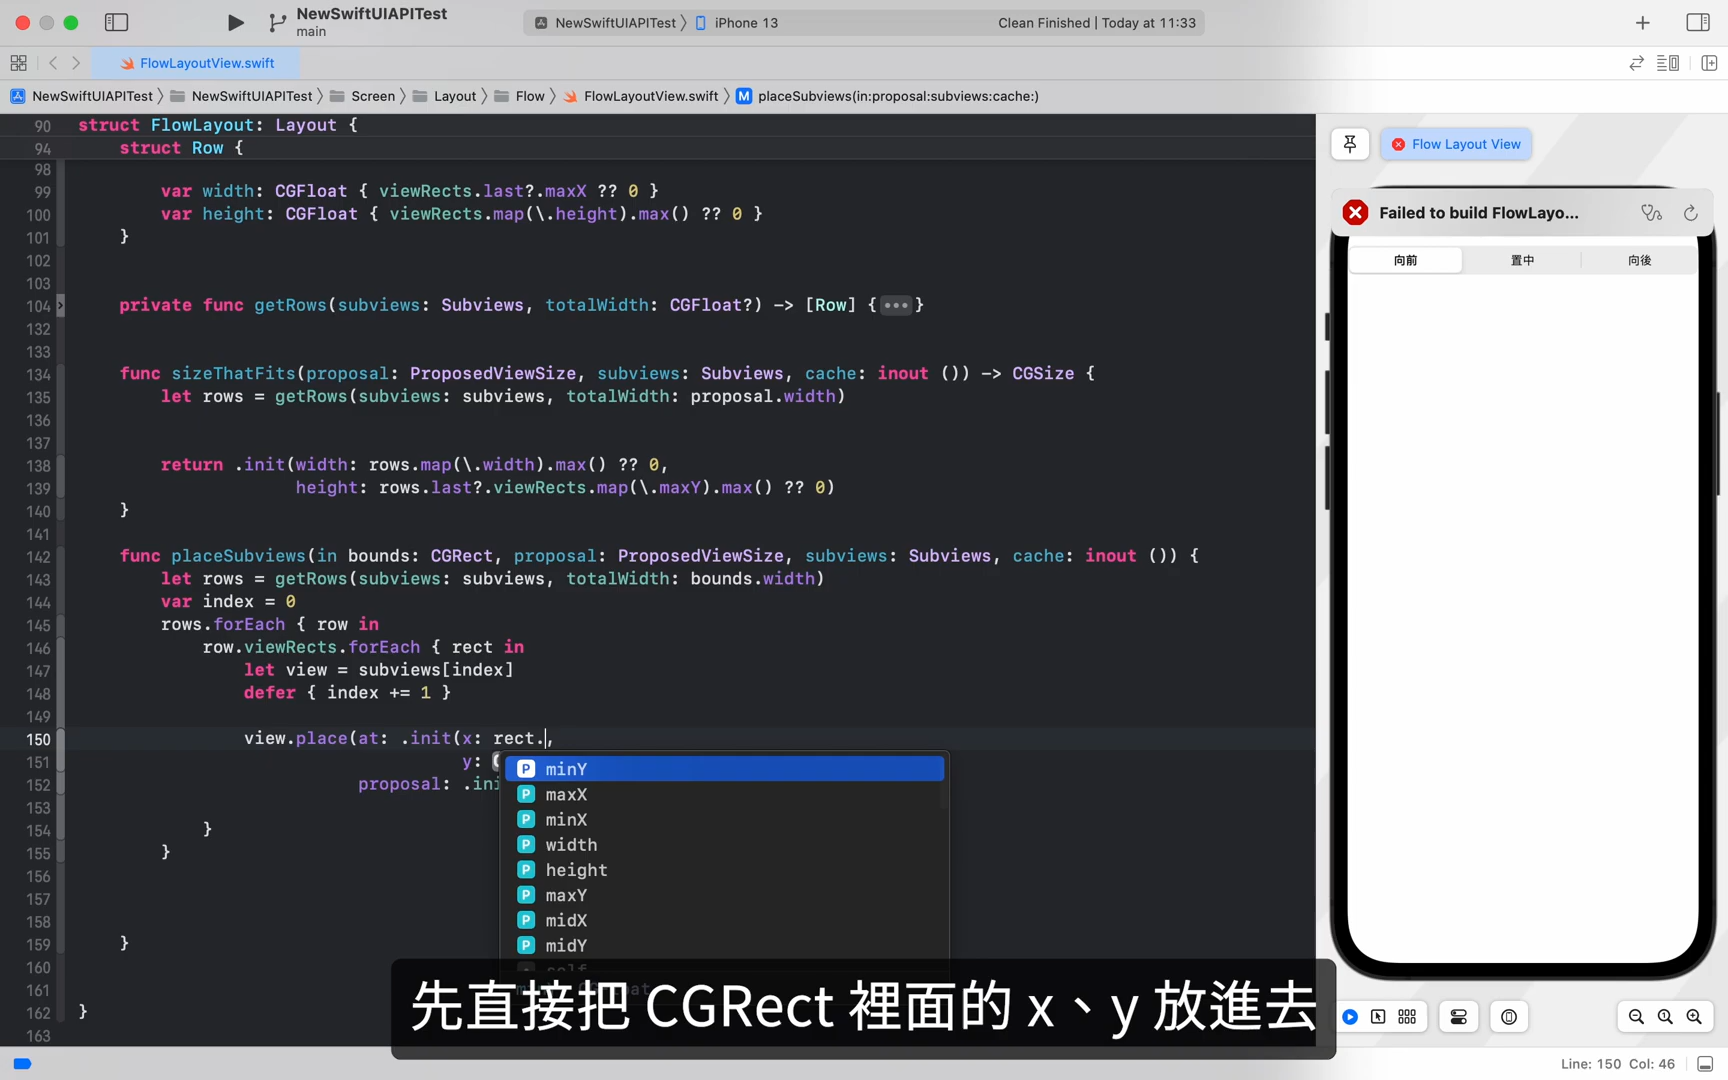 NewSwiftUIAPITest
main
NewSwiftUIAPITest 〉 iPhone 13
Clean Finished | Today at 11:33
FlowLayoutView.swift
NewSwiftUIAPITest 〉 NewSwiftUIAPITest 〉 Screen 〉 Layout 〉 Flow 〉 FlowLayoutView.swift 〉 M placeSubviews(in:proposal:subviews:cache:)
90 struct FlowLayout: Layout {
94 struct Row {
98
99 var width: CGFloat { viewRects.last?.maxX ?? 0 }
100 var height: CGFloat { viewRects.map(\.height).max() ?? 0 }
101 }
102
103
104 private func getRows(subviews: Subviews, totalWidth: CGFloat?) -> [Row] {•••}
132
133
134 func sizeThatFits(proposal: ProposedViewSize, subviews: Subviews, cache: inout ()) -> CGSize {
135 let rows = getRows(subviews: subviews, totalWidth: proposal.width)
136
137
138 return .init(width: rows.map(\.width).max() ?? 0,
139 height: rows.last?.viewRects.map(\.maxY).max() ?? 0)
140 }
141
142 func placeSubviews(in bounds: CGRect, proposal: ProposedViewSize, subviews: Subviews, cache: inout ()) {
143 let rows = getRows(subviews: subviews, totalWidth: bounds.width)
144 var index = 0
145 rows.forEach { row in
146 row.viewRects.forEach { rect in
147 let view = subviews[index]
148 defer { index += 1 }
149
150 view.place(at: .init(x: rect.,
151 y:
152 proposal: .ini
153
154 }
155 }
156
157
158
159 }
160
161
162 }
163
P minY
P maxX
P minX
P width
P height
P maxY
P midX
P midY
Flow Layout View
Failed to build FlowLayo...
向前
置中
向後
先直接把 CGRect 裡面的 x、y 放進去
Line: 150 Col: 46